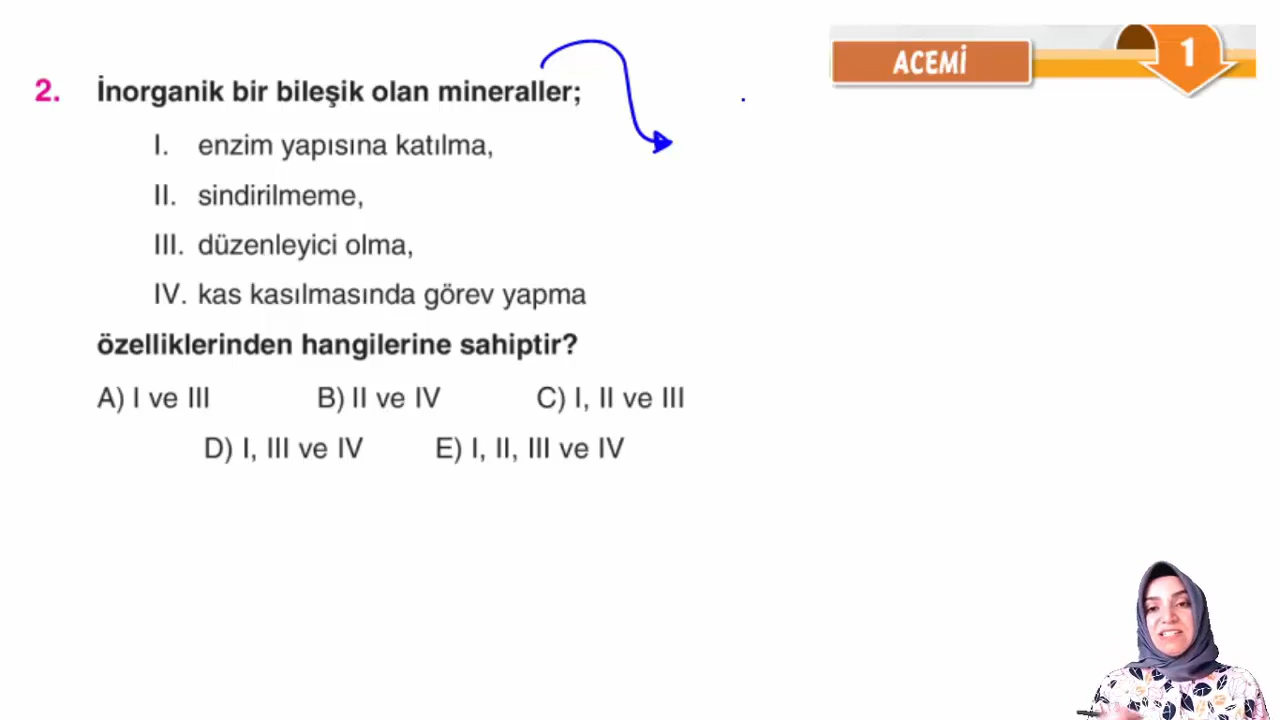 ACEMİ
1
2. İnorganik bir bileşik olan mineraller;
I. enzim yapısına katılma,
II. sindirilmeme,
III. düzenleyici olma,
IV. kas kasılmasında görev yapma
özelliklerinden hangilerine sahiptir?
A) I ve III B) II ve IV C) I, II ve III
D) I, III ve IV E) I, II, III ve IV